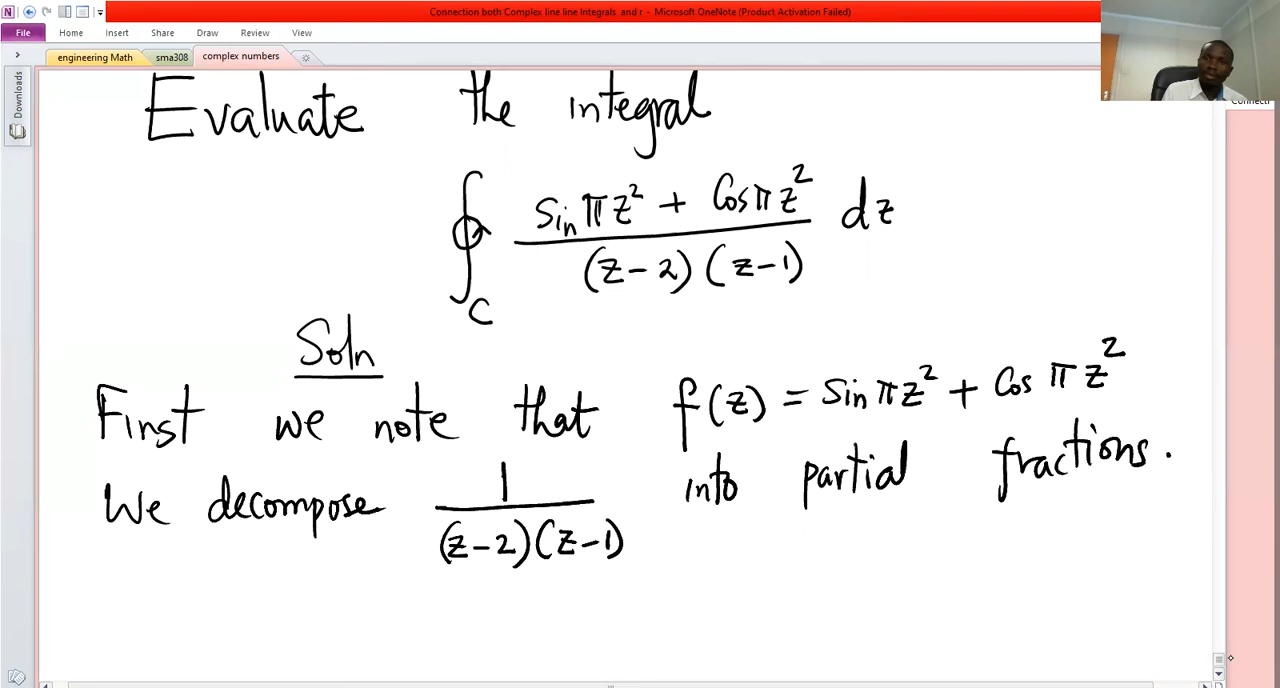 Connection both Complex line line Integrals and r - Microsoft OneNote (Product Activation Failed)
File Home Insert Share Draw Review View
engineering Math sma308 complex numbers
Downloads
Evaluate the integral
∮_C (sin πz² + Cos πz²) / ((z-2)(z-1)) dz
Soln
First we note that f(z) = sin πz² + Cos πz²
We decompose 1 / ((z-2)(z-1)) into partial fractions.